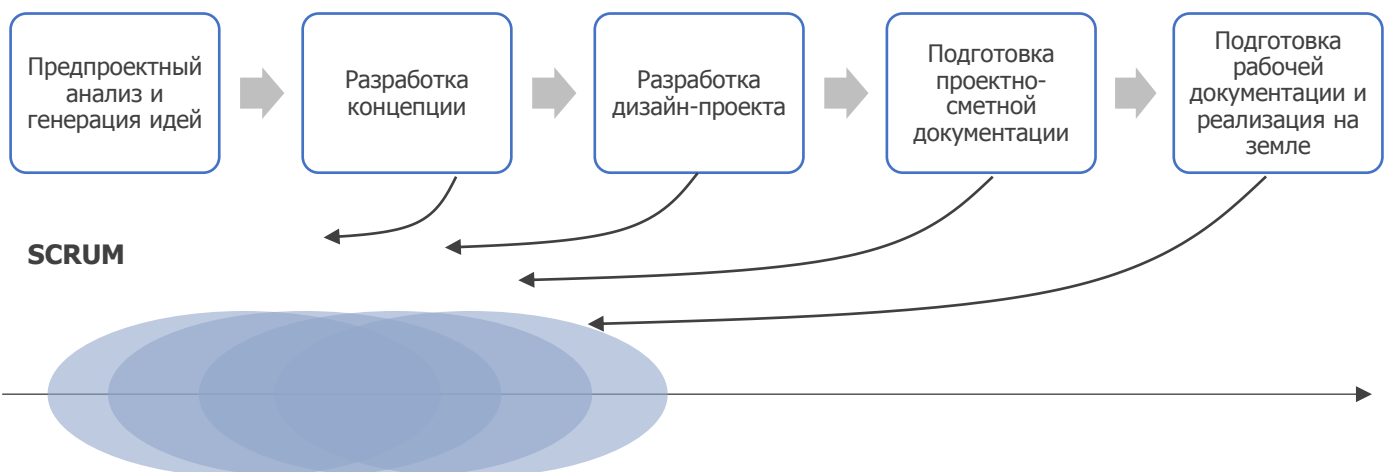 Предпроектный
анализ и
генерация идей
Разработка
концепции
Разработка
дизайн-проекта
Подготовка
проектно-
сметной
документации
Подготовка
рабочей
документации и
реализация на
земле
SCRUM